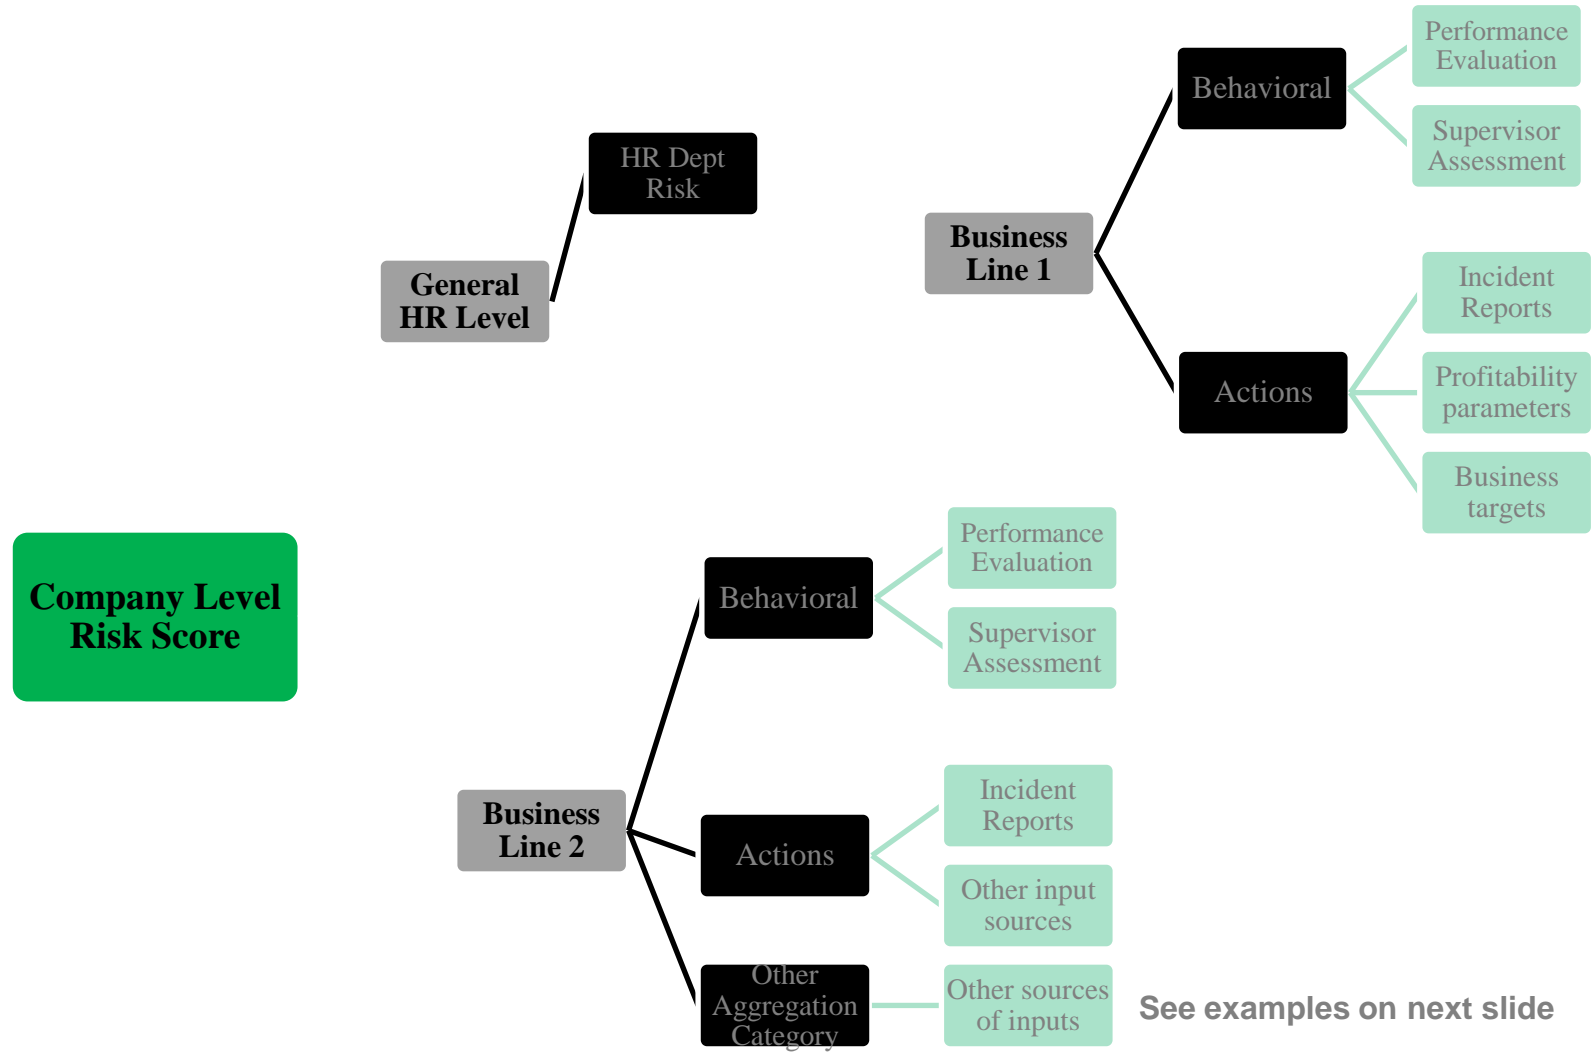 Performance
Evaluation
Behavioral
Supervisor
Assessment
HR Dept
Risk
Business
Line 1
General
HR Level
Incident
Reports
Actions
Profitability
parameters
Business
targets
Company Level
Risk Score
Performance
Evaluation
Behavioral
Supervisor
Assessment
Business
Line 2
Incident
Reports
Actions
Other input
sources
Other
Aggregation
Category
Other sources
of inputs
See examples on next slide